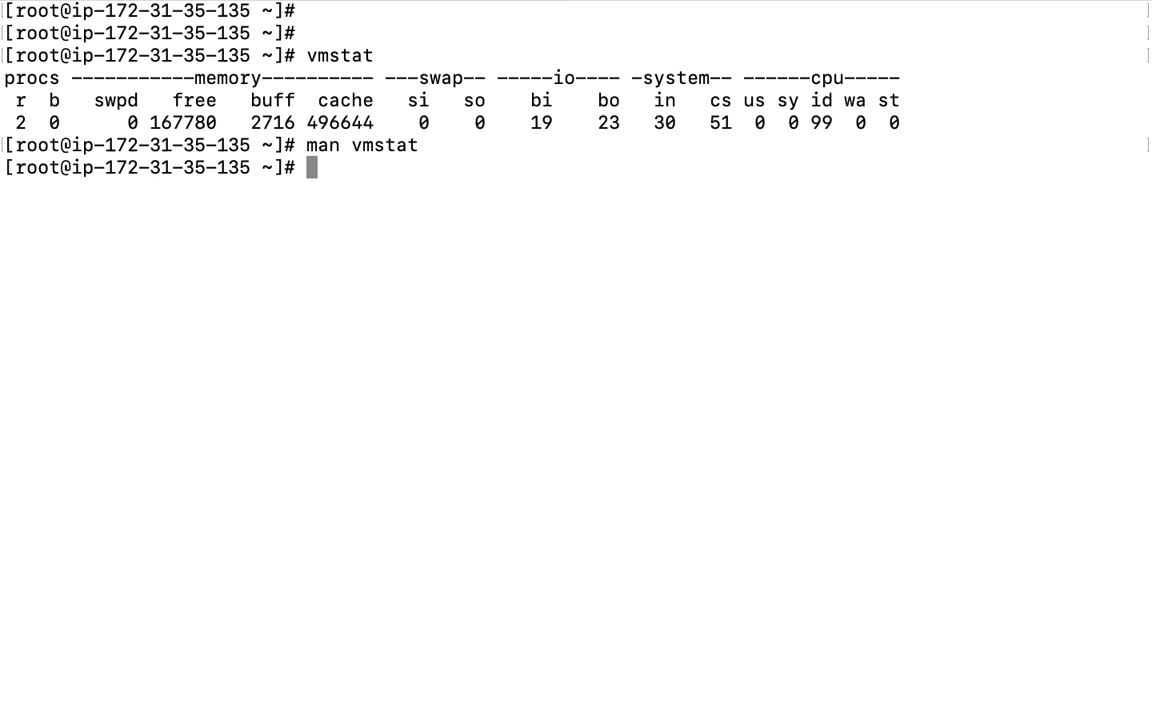 [root@ip-172-31-35-135 ~]#
[root@ip-172-31-35-135 ~]#
[root@ip-172-31-35-135 ~]# vmstat
procs -----------memory---------- ---swap-- -----io---- -system-- ------cpu-----
 r  b   swpd   free   buff  cache   si   so    bi    bo   in   cs us sy id wa st
 2  0      0 167780   2716 496644    0    0    19    23   30   51  0  0 99  0  0
[root@ip-172-31-35-135 ~]# man vmstat
[root@ip-172-31-35-135 ~]#